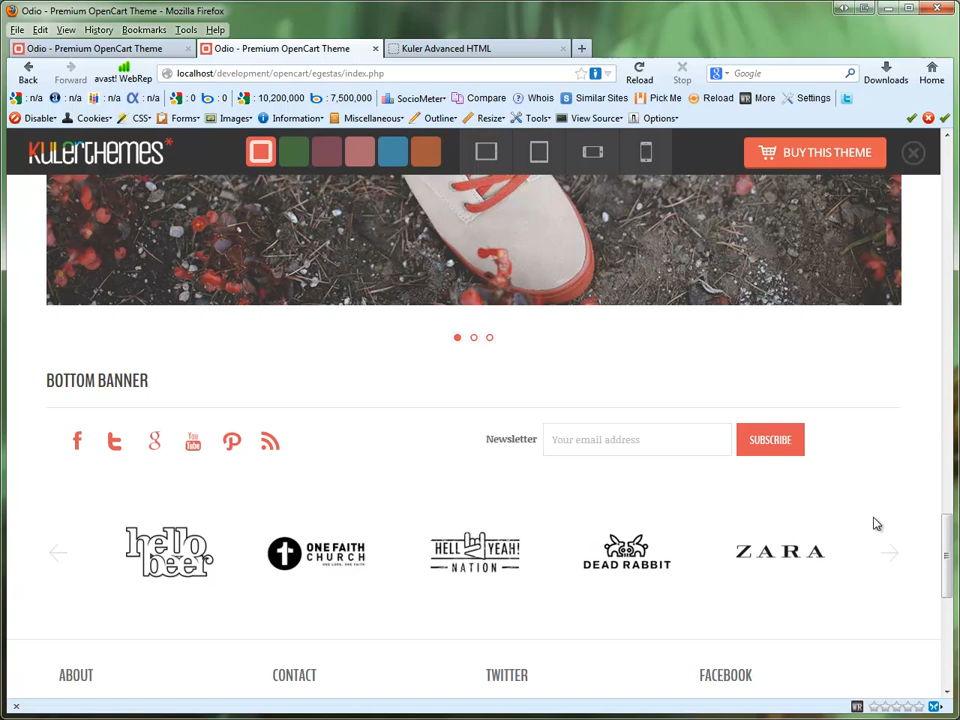 Odio - Premium OpenCart Theme - Mozilla Firefox
File Edit View History Bookmarks Tools Help
Odio - Premium OpenCart Theme × Odio - Premium OpenCart Theme × Kuler Advanced HTML × +
Back Forward avast! WebRep localhost/development/opencart/egestas/index.php Reload Stop Google Downloads Home
: n/a : n/a : n/a : n/a : 0 : 0 : 10,200,000 : 7,500,000 SocioMeter Compare Whois Similar Sites Pick Me Reload More Settings
Disable Cookies CSS Forms Images Information Miscellaneous Outline Resize Tools View Source Options
KULERTHEMES* BUY THIS THEME
BOTTOM BANNER
Newsletter Your email address SUBSCRIBE
hello beer
ONE FAITH CHURCH
HELL YEAH! NATION
DEAD RABBIT
ZARA
ABOUT CONTACT TWITTER FACEBOOK